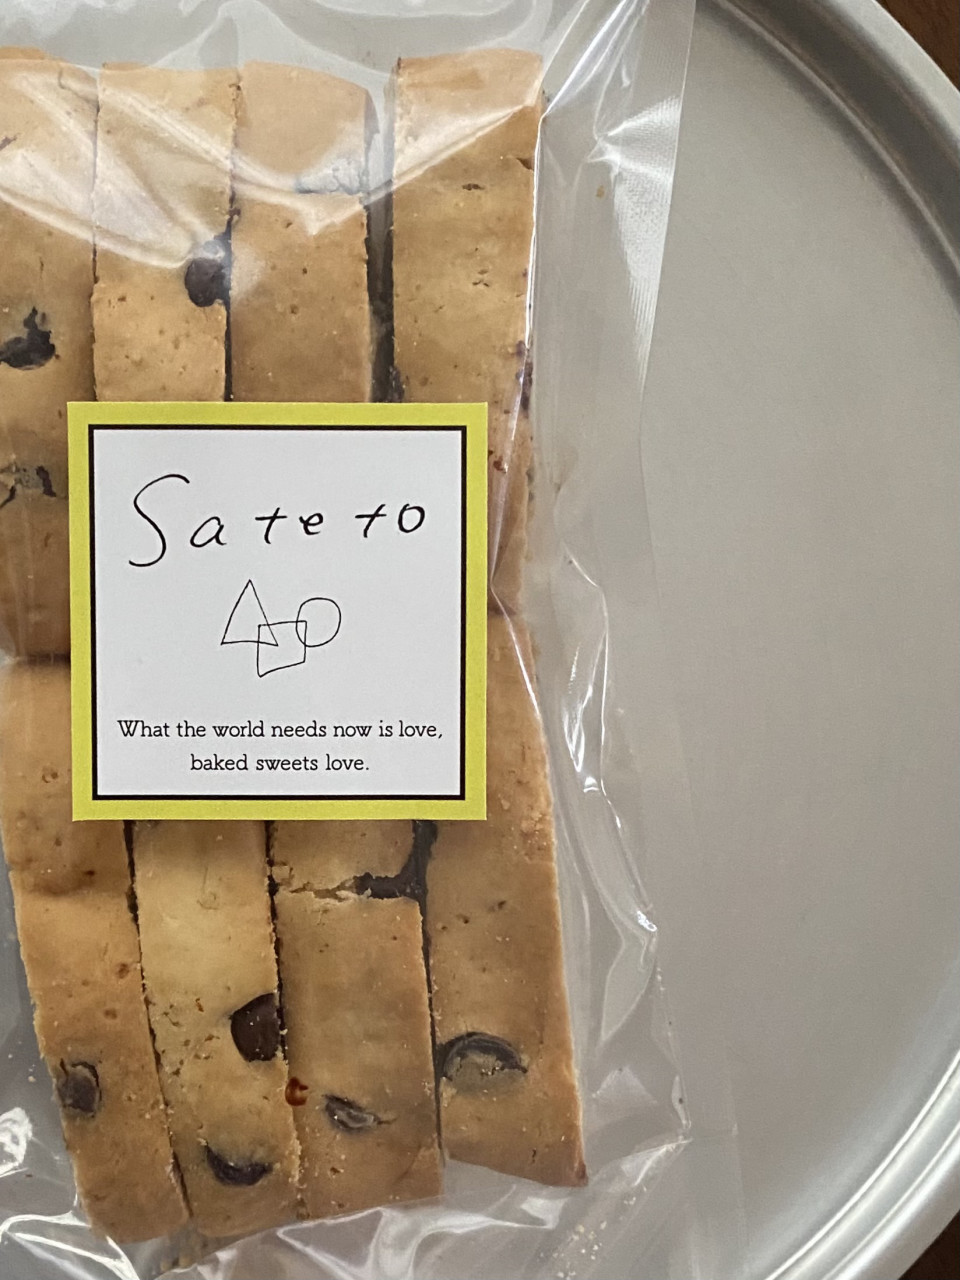 Sateto
What the world needs now is love,
baked sweets love.